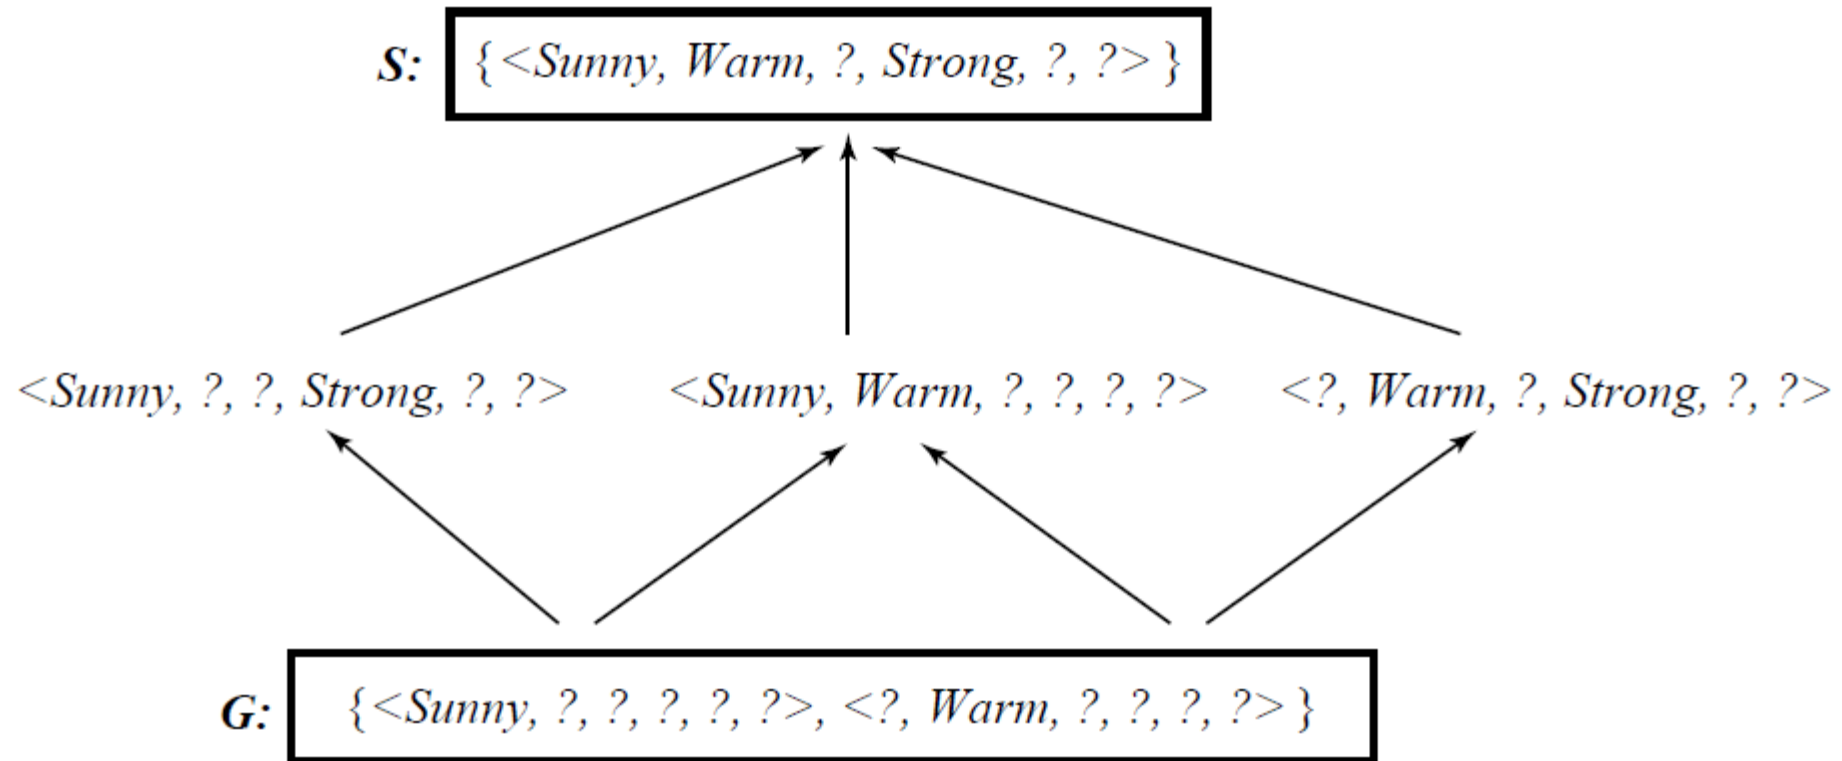 S: { <Sunny, Warm, ?, Strong, ?, ?> }
<Sunny, ?, ?, Strong, ?, ?> <Sunny, Warm, ?, ?, ?, ?> <?, Warm, ?, Strong, ?, ?>
G: {<Sunny, ?, ?, ?, ?, ?>, <?, Warm, ?, ?, ?, ?> }